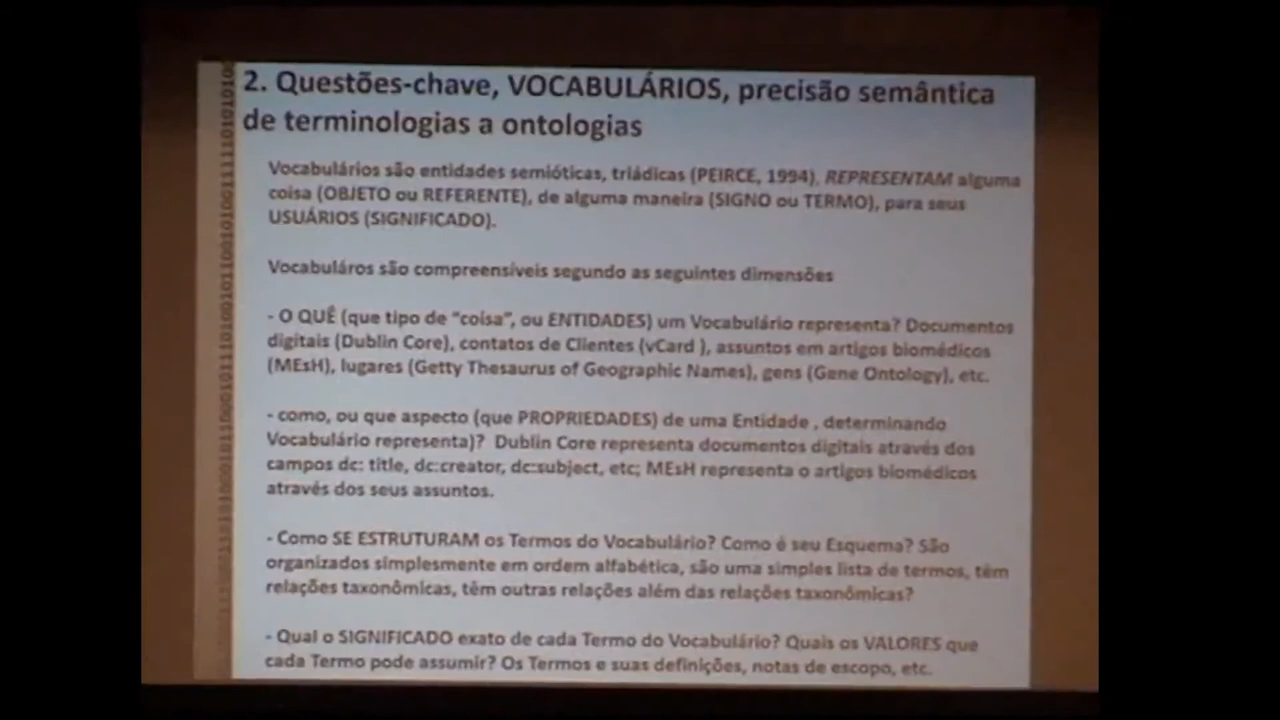 2. Questões-chave, VOCABULÁRIOS, precisão semântica
de terminologias a ontologias
Vocabulários são entidades semióticas, triádicas (PEIRCE, 1994), REPRESENTAM alguma
coisa (OBJETO ou REFERENTE), de alguma maneira (SIGNO ou TERMO), para seus
USUÁRIOS (SIGNIFICADO).
Vocabuláros são compreensíveis segundo as seguintes dimensões
- O QUÊ (que tipo de "coisa", ou ENTIDADES) um Vocabulário representa? Documentos
digitais (Dublin Core), contatos de Clientes (vCard ), assuntos em artigos biomédicos
(MEsH), lugares (Getty Thesaurus of Geographic Names), gens (Gene Ontology), etc.
- como, ou que aspecto (que PROPRIEDADES) de uma Entidade , determinando
Vocabulário representa)? Dublin Core representa documentos digitais através dos
campos dc: title, dc:creator, dc:subject, etc; MEsH representa o artigos biomédicos
através dos seus assuntos.
- Como SE ESTRUTURAM os Termos do Vocabulário? Como é seu Esquema? São
organizados simplesmente em ordem alfabética, são uma simples lista de termos, têm
relações taxonômicas, têm outras relações além das relações taxonômicas?
- Qual o SIGNIFICADO exato de cada Termo do Vocabulário? Quais os VALORES que
cada Termo pode assumir? Os Termos e suas definições, notas de escopo, etc.